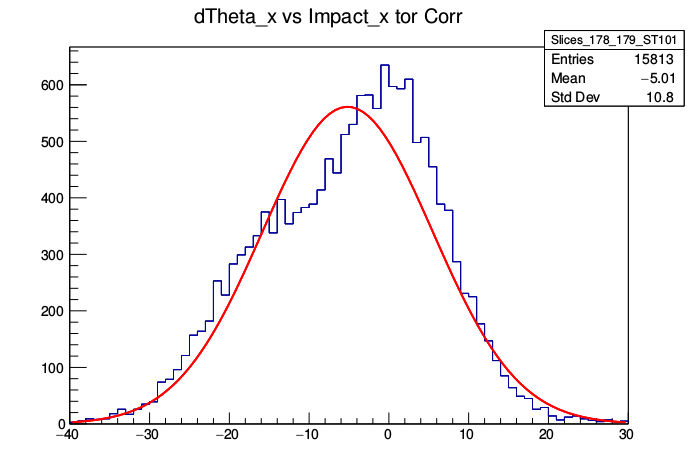 dTheta_x vs Impact_x tor Corr
Slices_178_179_ST101
Entries 15813
Mean −5.01
Std Dev 10.8
600
500
400
300
200
100
0
−40 −30 −20 −10 0 10 20 30